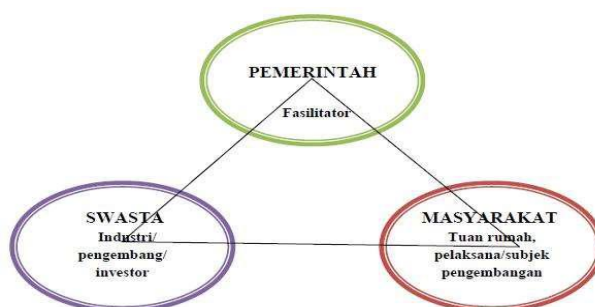 PEMERINTAH
Fasilitator
SWASTA
Industri/
pengembang/
investor
MASYARAKAT
Tuan rumah,
pelaksana/subjek
pengembangan